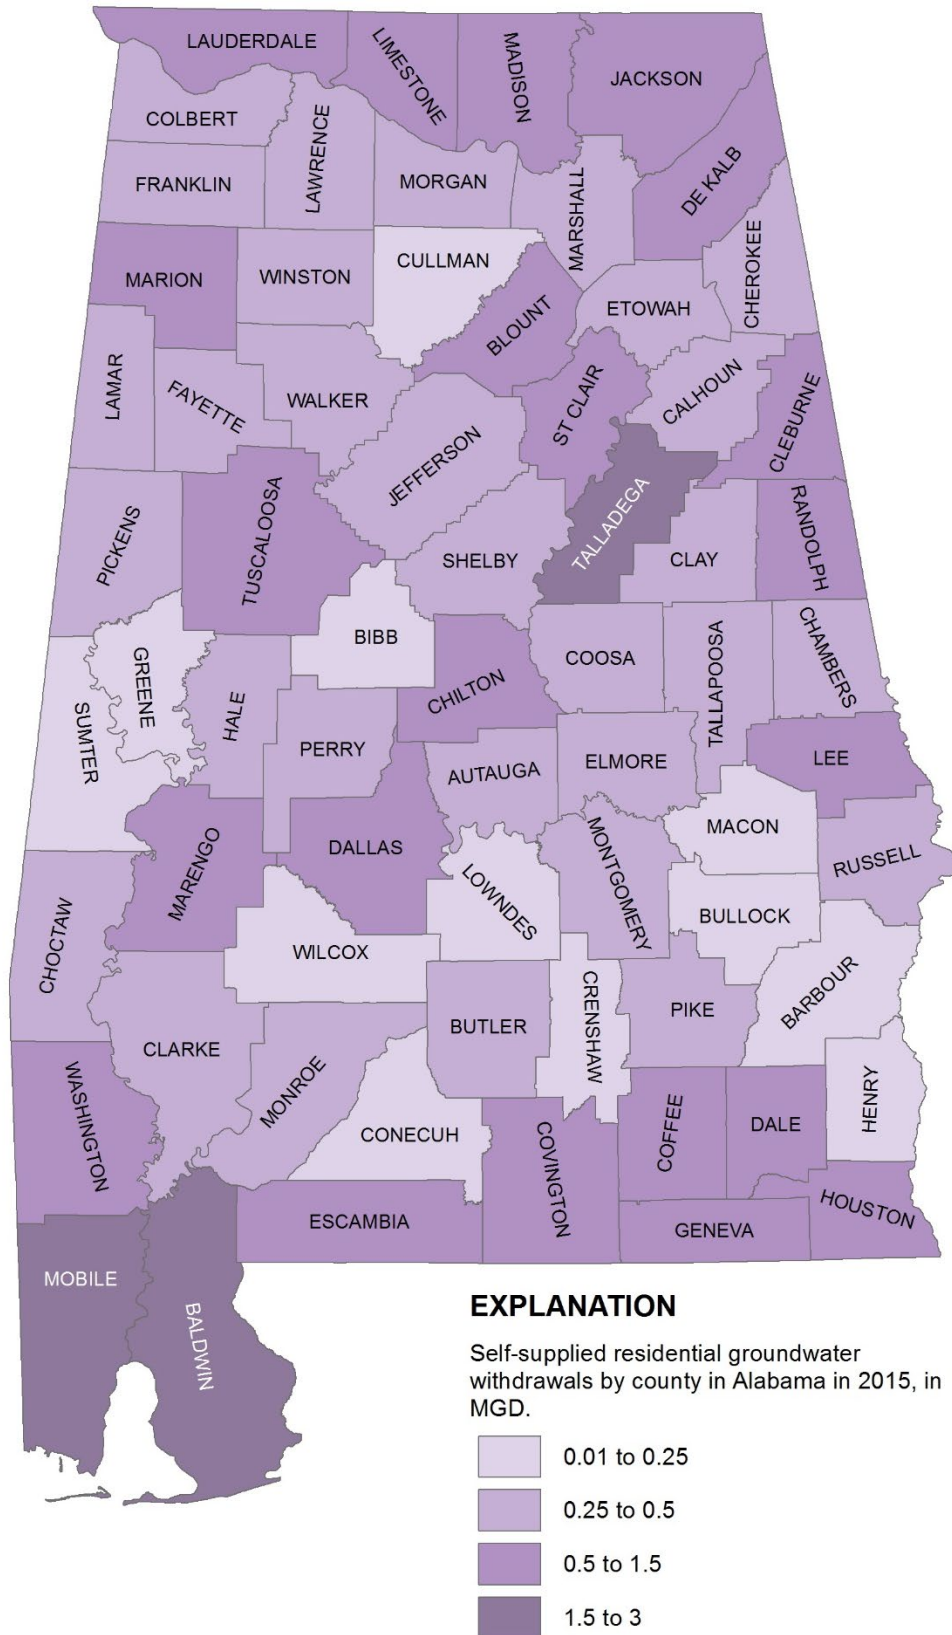 LAUDERDALE
LIMESTONE
MADISON
JACKSON
COLBERT
LAWRENCE
FRANKLIN
MORGAN
MARSHALL
DE KALB
CHEROKEE
MARION
WINSTON
CULLMAN
BLOUNT
ETOWAH
LAMAR
FAYETTE
WALKER
JEFFERSON
ST CLAIR
CALHOUN
CLEBURNE
PICKENS
TUSCALOOSA
SHELBY
TALLADEGA
CLAY
RANDOLPH
GREENE
BIBB
COOSA
TALLAPOOSA
CHAMBERS
SUMTER
HALE
PERRY
CHILTON
AUTAUGA
ELMORE
LEE
MARENGO
DALLAS
LOWNDES
MONTGOMERY
MACON
RUSSELL
CHOCTAW
WILCOX
BULLOCK
BARBOUR
CLARKE
MONROE
BUTLER
CRENSHAW
PIKE
HENRY
WASHINGTON
CONECUH
COVINGTON
COFFEE
DALE
ESCAMBIA
GENEVA
HOUSTON
MOBILE
BALDWIN
EXPLANATION
Self-supplied residential groundwater
withdrawals by county in Alabama in 2015, in
MGD.
0.01 to 0.25
0.25 to 0.5
0.5 to 1.5
1.5 to 3